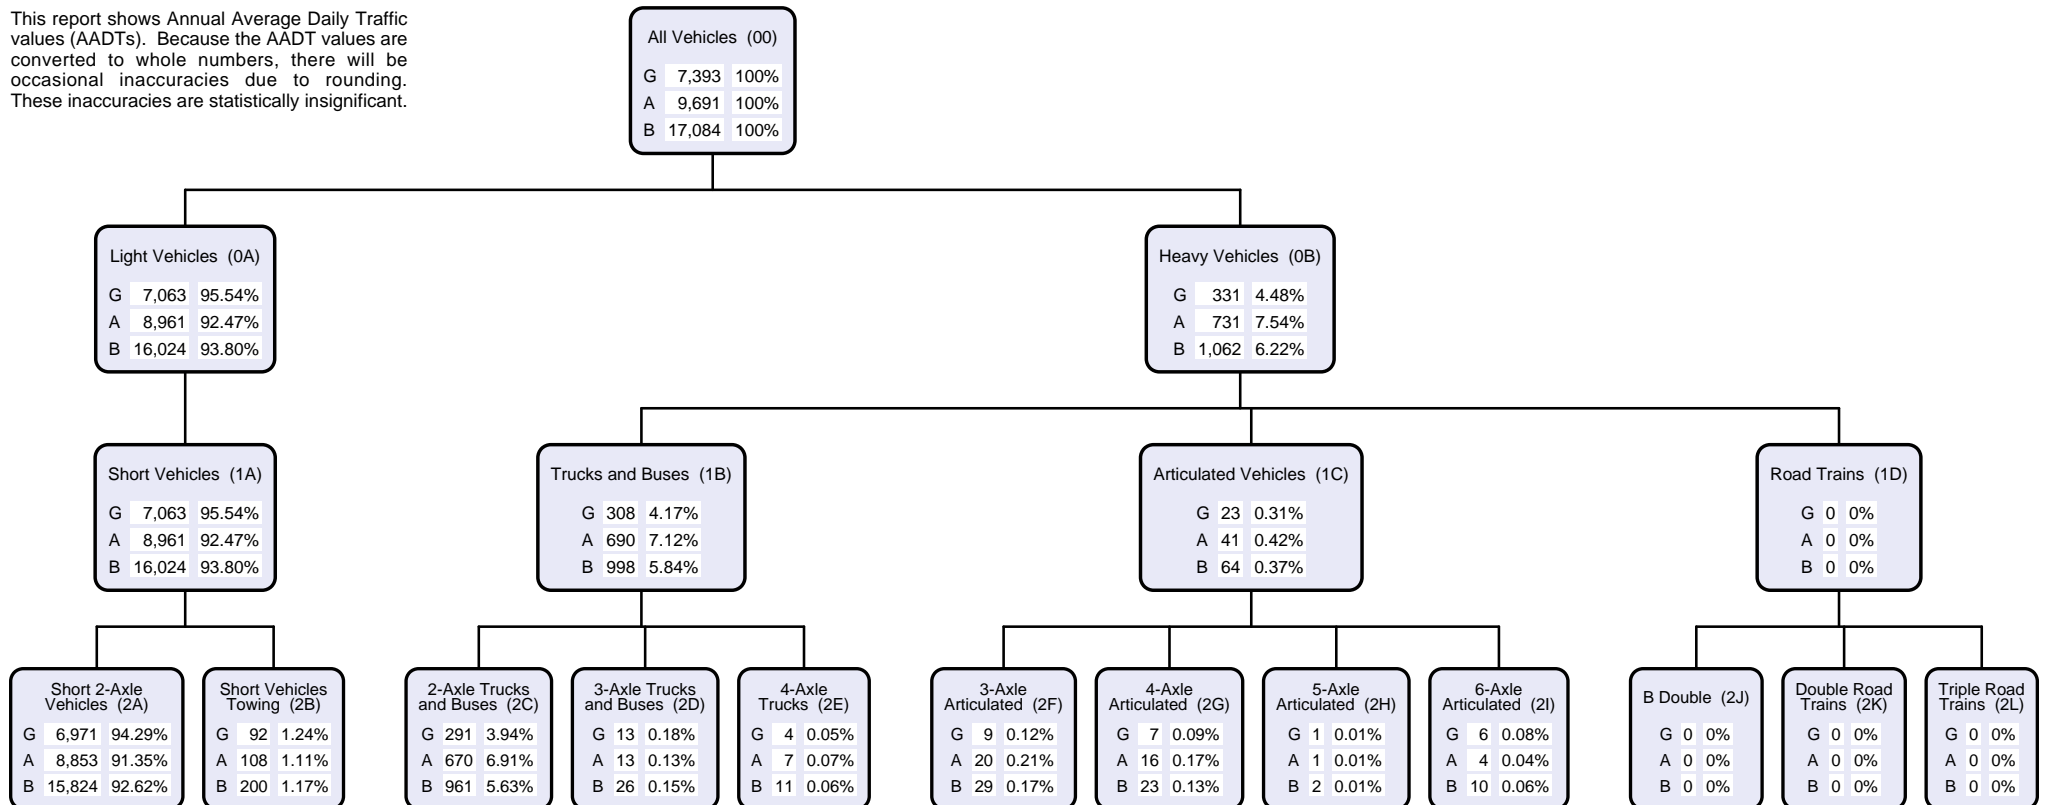 This report shows Annual Average Daily Traffic
values (AADTs). Because the AADT values are
converted to whole numbers, there will be
occasional inaccuracies due to rounding.
These inaccuracies are statistically insignificant.
All Vehicles (00)
G 7,393 100%
A 9,691 100%
B 17,084 100%
Light Vehicles (0A)
G 7,063 95.54%
A 8,961 92.47%
B 16,024 93.80%
Heavy Vehicles (0B)
G 331 4.48%
A 731 7.54%
B 1,062 6.22%
Short Vehicles (1A)
G 7,063 95.54%
A 8,961 92.47%
B 16,024 93.80%
Trucks and Buses (1B)
G 308 4.17%
A 690 7.12%
B 998 5.84%
Articulated Vehicles (1C)
G 23 0.31%
A 41 0.42%
B 64 0.37%
Road Trains (1D)
G 0 0%
A 0 0%
B 0 0%
Short 2-Axle
Vehicles (2A)
G 6,971 94.29%
A 8,853 91.35%
B 15,824 92.62%
Short Vehicles
Towing (2B)
G 92 1.24%
A 108 1.11%
B 200 1.17%
2-Axle Trucks
and Buses (2C)
G 291 3.94%
A 670 6.91%
B 961 5.63%
3-Axle Trucks
and Buses (2D)
G 13 0.18%
A 13 0.13%
B 26 0.15%
4-Axle
Trucks (2E)
G 4 0.05%
A 7 0.07%
B 11 0.06%
3-Axle
Articulated (2F)
G 9 0.12%
A 20 0.21%
B 29 0.17%
4-Axle
Articulated (2G)
G 7 0.09%
A 16 0.17%
B 23 0.13%
5-Axle
Articulated (2H)
G 1 0.01%
A 1 0.01%
B 2 0.01%
6-Axle
Articulated (2I)
G 6 0.08%
A 4 0.04%
B 10 0.06%
B Double (2J)
G 0 0%
A 0 0%
B 0 0%
Double Road
Trains (2K)
G 0 0%
A 0 0%
B 0 0%
Triple Road
Trains (2L)
G 0 0%
A 0 0%
B 0 0%